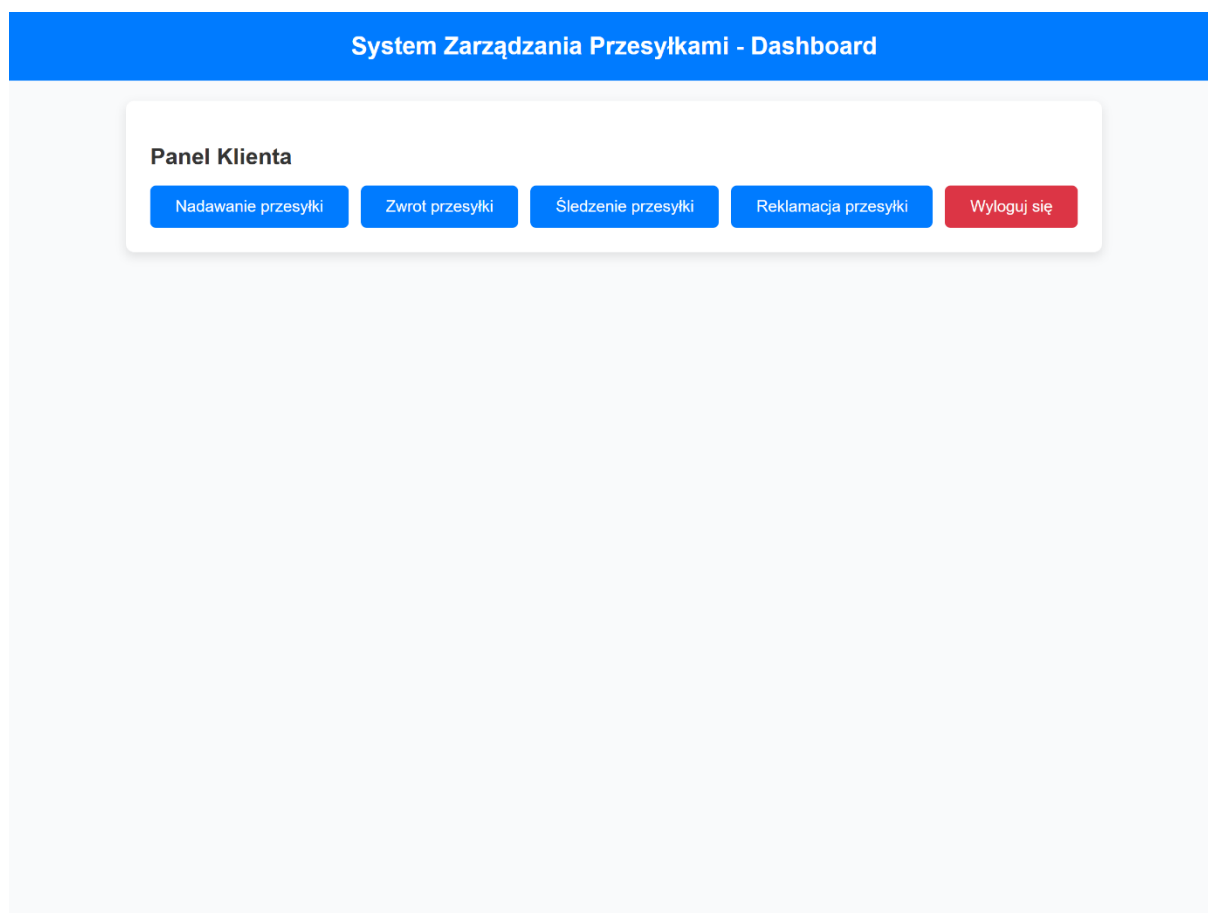 System Zarządzania Przesyłkami - Dashboard
Panel Klienta
Nadawanie przesyłki Zwrot przesyłki Śledzenie przesyłki Reklamacja przesyłki Wyloguj się